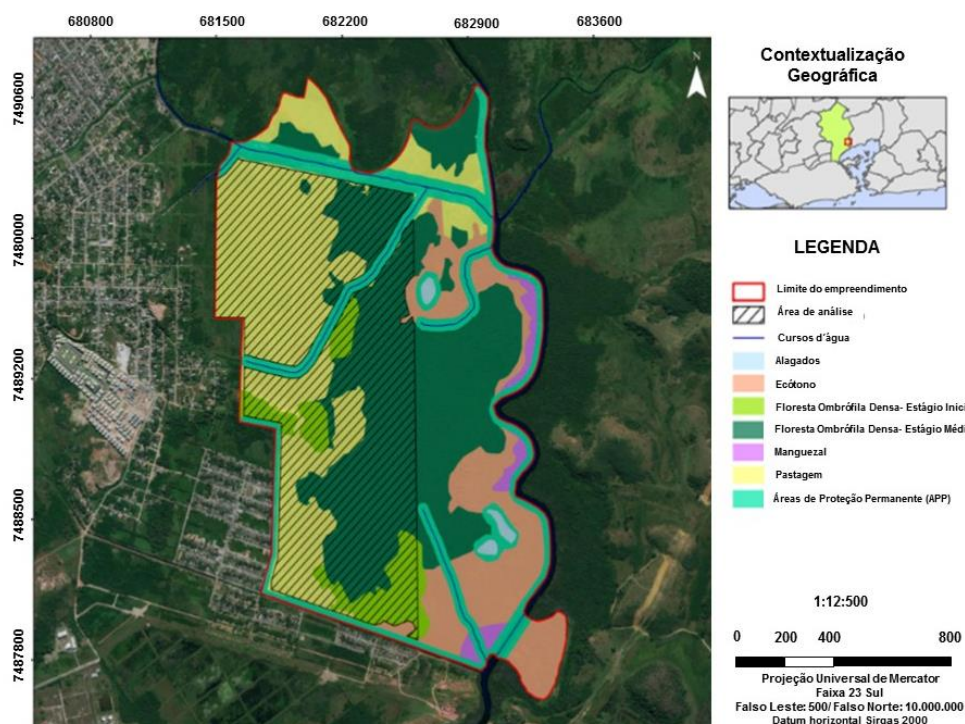 680800 681500 682200 682900 683600
7490600
7480000
7489200
7488500
7487800
N
Contextualização
Geográfica
LEGENDA
Limite do empreendimento
Área de análise
Cursos d'água
Alagados
Ecótono
Floresta Ombrófila Densa- Estágio Inici
Floresta Ombrófila Densa- Estágio Médi
Manguezal
Pastagem
Áreas de Proteção Permanente (APP)
1:12:500
0 200 400 800
Projeção Universal de Mercator
Faixa 23 Sul
Falso Leste: 500/ Falso Norte: 10.000.000
Datum horizontal Sirgas 2000